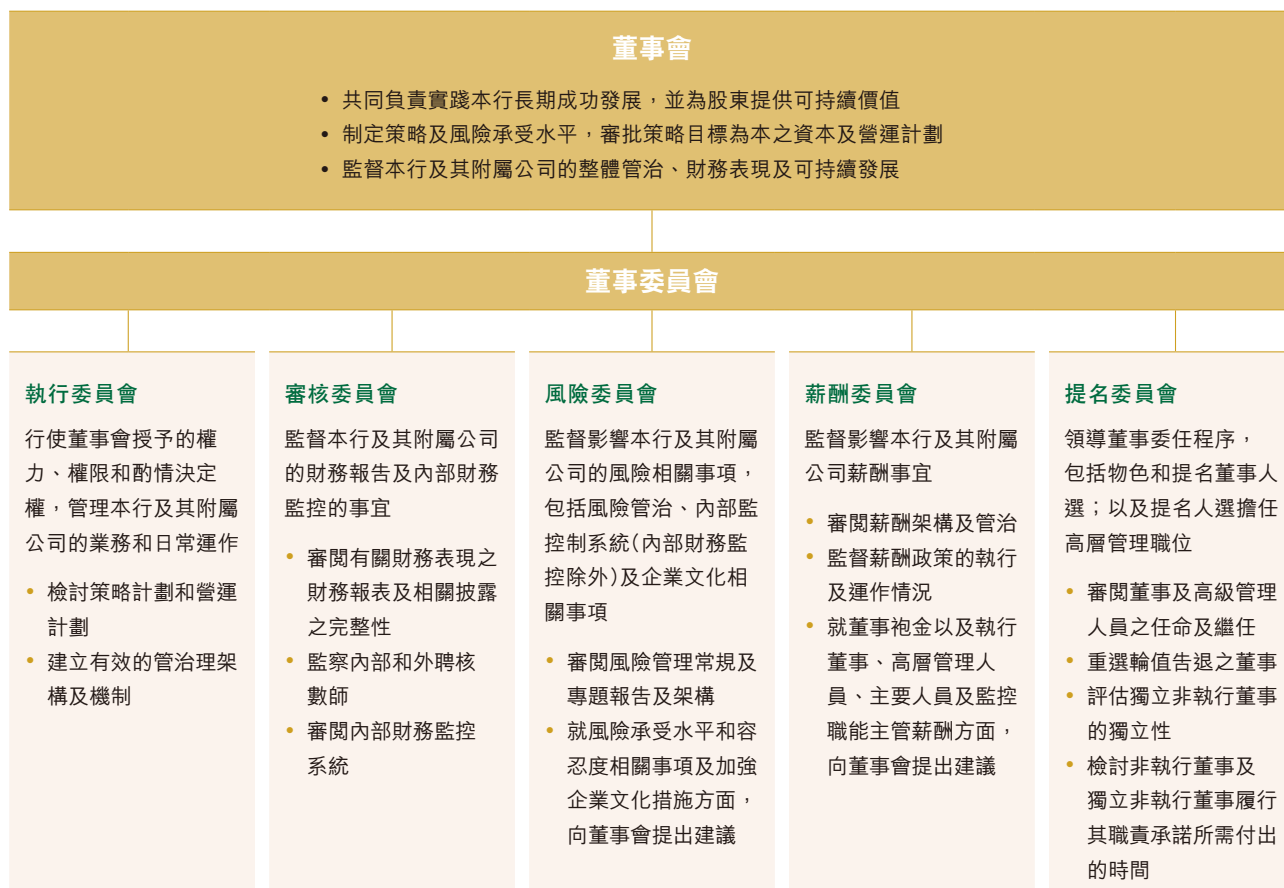 董事會
• 共同負責實踐本行長期成功發展，並為股東提供可持續價值
• 制定策略及風險承受水平，審批策略目標為本之資本及營運計劃
• 監督本行及其附屬公司的整體管治、財務表現及可持續發展
董事委員會
執行委員會
行使董事會授予的權
力、權限和酌情決定
權，管理本行及其附屬
公司的業務和日常運作
• 檢討策略計劃和營運
計劃
• 建立有效的管治理架
構及機制
審核委員會
監督本行及其附屬公司
的財務報告及內部財務
監控的事宜
• 審閱有關財務表現之
財務報表及相關披露
之完整性
• 監察內部和外聘核
數師
• 審閱內部財務監控
系統
風險委員會
監督影響本行及其附屬
公司的風險相關事項，
包括風險管治、內部監
控制系統(內部財務監
控除外)及企業文化相
關事項
• 審閱風險管理常規及
專題報告及架構
• 就風險承受水平和容
忍度相關事項及加強
企業文化措施方面，
向董事會提出建議
薪酬委員會
監督影響本行及其附屬
公司薪酬事宜
• 審閱薪酬架構及管治
• 監督薪酬政策的執行
及運作情況
• 就董事袍金以及執行
董事、高層管理人
員、主要人員及監控
職能主管薪酬方面，
向董事會提出建議
提名委員會
領導董事委任程序，
包括物色和提名董事人
選；以及提名人選擔任
高層管理職位
• 審閱董事及高級管理
人員之任命及繼任
• 重選輪值告退之董事
• 評估獨立非執行董事
的獨立性
• 檢討非執行董事及
獨立非執行董事履行
其職責承諾所需付出
的時間